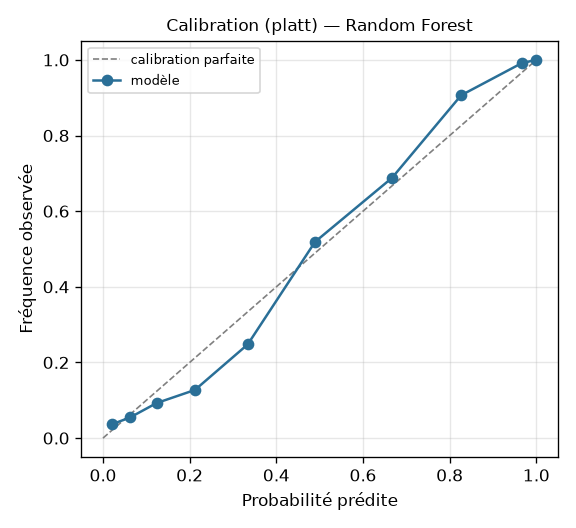 Calibration (platt) — Random Forest
calibration parfaite
modèle
Fréquence observée
1.0
0.8
0.6
0.4
0.2
0.0
0.0 0.2 0.4 0.6 0.8 1.0
Probabilité prédite